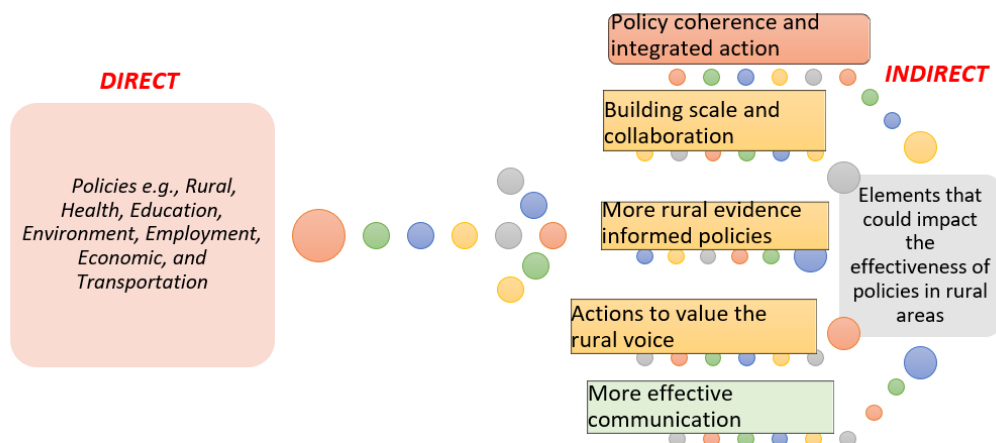 DIRECT
Policies e.g., Rural,
Health, Education,
Environment, Employment,
Economic, and
Transportation
Policy coherence and
integrated action
INDIRECT
Building scale and
collaboration
More rural evidence
informed policies
Actions to value the
rural voice
More effective
communication
Elements that
could impact
the
effectiveness of
policies in rural
areas